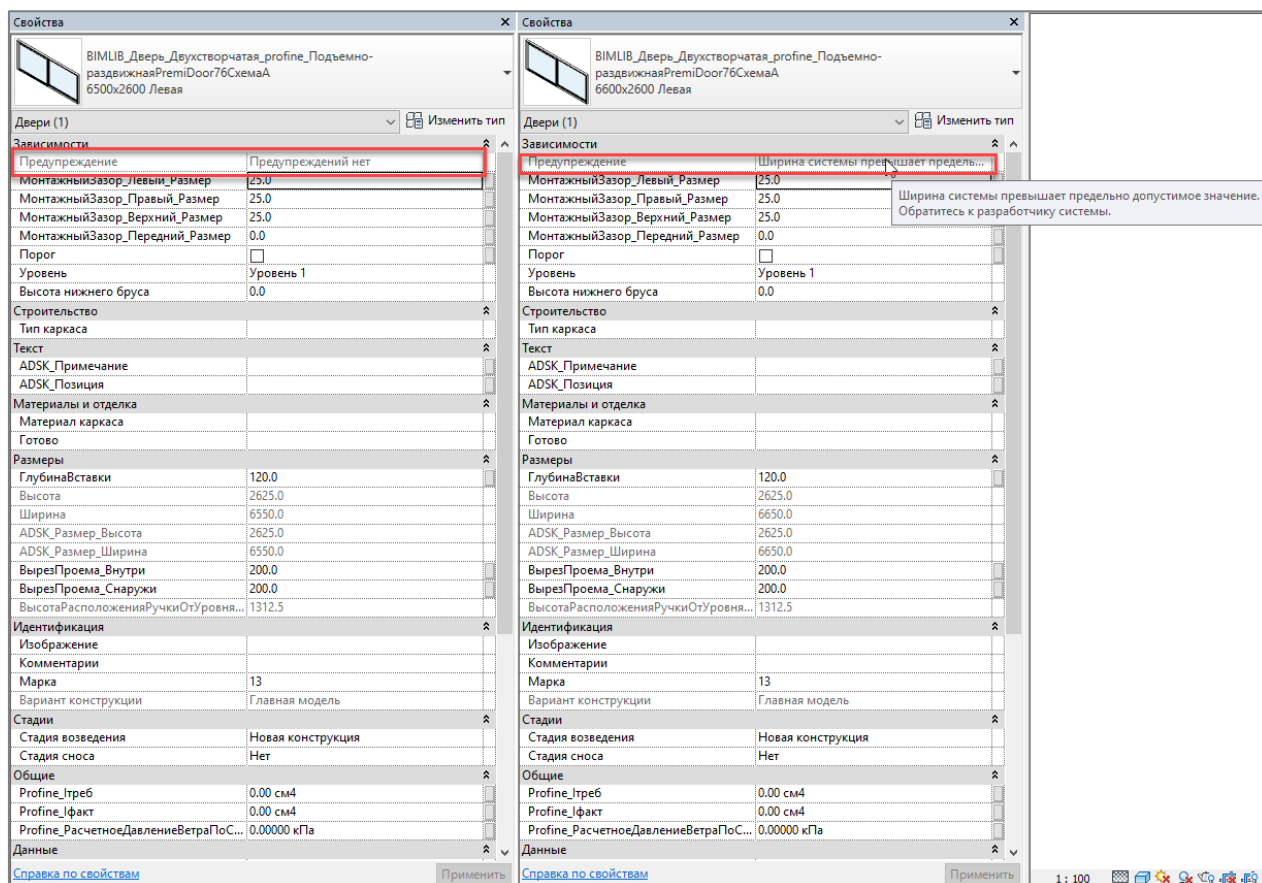 Свойства
BIMLIB_Дверь_Двухстворчатая_profine_Подъемно-
раздвижнаяPremiDoor76СхемаА
6500x2600 Левая
Двери (1)
Изменить тип
Зависимости
Предупреждение Предупреждений нет
МонтажныйЗазор_Левый_Размер 25.0
МонтажныйЗазор_Правый_Размер 25.0
МонтажныйЗазор_Верхний_Размер 25.0
МонтажныйЗазор_Передний_Размер 0.0
Порог
Уровень Уровень 1
Высота нижнего бруса 0.0
Строительство
Тип каркаса
Текст
ADSK_Примечание
ADSK_Позиция
Материалы и отделка
Материал каркаса
Готово
Размеры
ГлубинаВставки 120.0
Высота 2625.0
Ширина 6550.0
ADSK_Размер_Высота 2625.0
ADSK_Размер_Ширина 6550.0
ВырезПроема_Внутри 200.0
ВырезПроема_Снаружи 200.0
ВысотаРасположенияРучкиОтУровня... 1312.5
Идентификация
Изображение
Комментарии
Марка 13
Вариант конструкции Главная модель
Стадии
Стадия возведения Новая конструкция
Стадия сноса Нет
Общие
Profine_Iтреб 0.00 см4
Profine_Iфакт 0.00 см4
Profine_РасчетноеДавлениеВетраПоС... 0.00000 кПа
Данные
Справка по свойствам Применить
Свойства
BIMLIB_Дверь_Двухстворчатая_profine_Подъемно-
раздвижнаяPremiDoor76СхемаА
6600x2600 Левая
Двери (1)
Изменить тип
Зависимости
Предупреждение Ширина системы превышает предель...
МонтажныйЗазор_Левый_Размер 25.0
МонтажныйЗазор_Правый_Размер 25.0
МонтажныйЗазор_Верхний_Размер 25.0
МонтажныйЗазор_Передний_Размер 0.0
Порог
Уровень Уровень 1
Высота нижнего бруса 0.0
Строительство
Тип каркаса
Текст
ADSK_Примечание
ADSK_Позиция
Материалы и отделка
Материал каркаса
Готово
Размеры
ГлубинаВставки 120.0
Высота 2625.0
Ширина 6650.0
ADSK_Размер_Высота 2625.0
ADSK_Размер_Ширина 6650.0
ВырезПроема_Внутри 200.0
ВырезПроема_Снаружи 200.0
ВысотаРасположенияРучкиОтУровня... 1312.5
Идентификация
Изображение
Комментарии
Марка 13
Вариант конструкции Главная модель
Стадии
Стадия возведения Новая конструкция
Стадия сноса Нет
Общие
Profine_Iтреб 0.00 см4
Profine_Iфакт 0.00 см4
Profine_РасчетноеДавлениеВетраПоС... 0.00000 кПа
Данные
Справка по свойствам Применить
Ширина системы превышает предельно допустимое значение.
Обратитесь к разработчику системы.
1 : 100